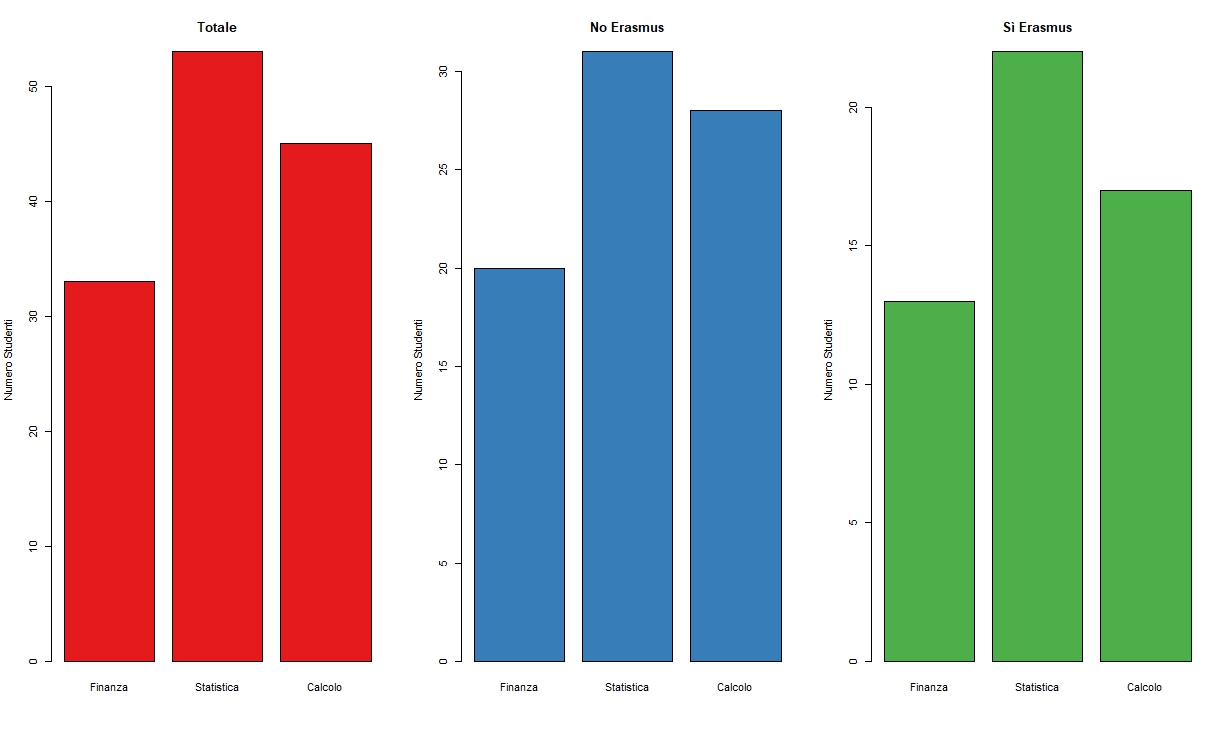 Totale
Numero Studenti
0
10
20
30
40
50
Finanza
Statistica
Calcolo
No Erasmus
Numero Studenti
0
5
10
15
20
25
30
Finanza
Statistica
Calcolo
Sì Erasmus
Numero Studenti
0
5
10
15
20
Finanza
Statistica
Calcolo